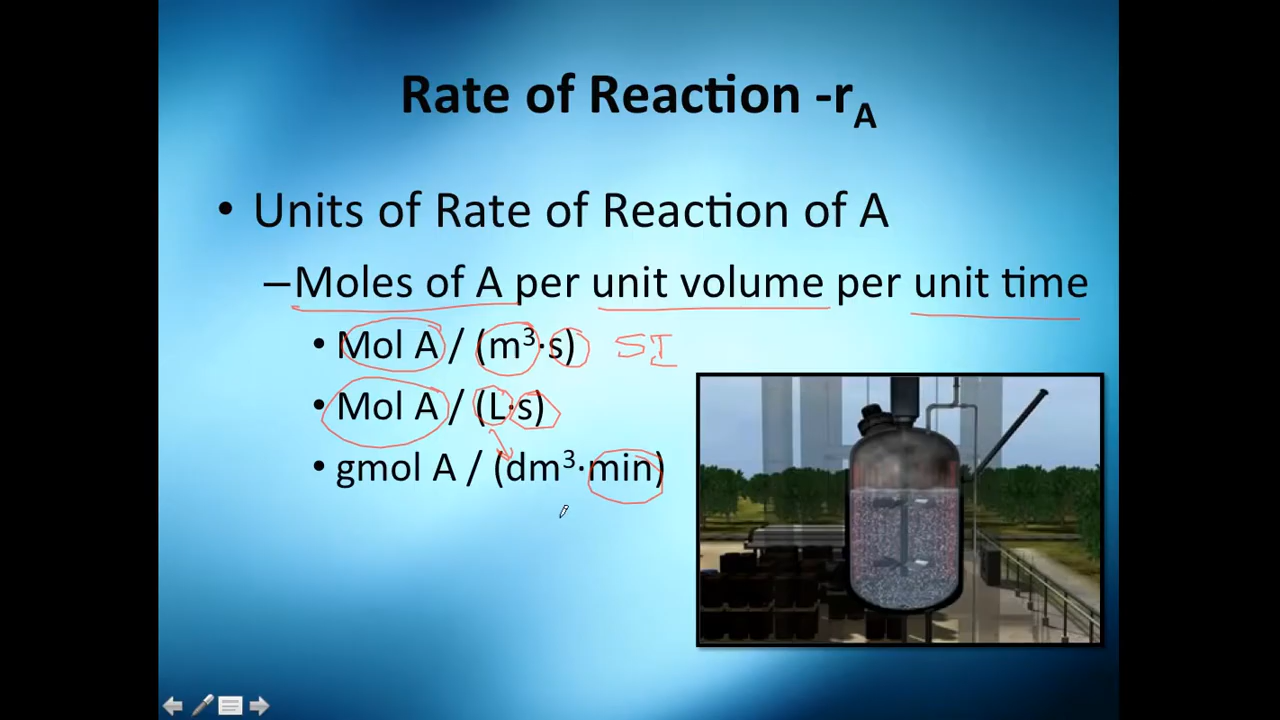 Rate of Reaction -rA
• Units of Rate of Reaction of A
–Moles of A per unit volume per unit time
• Mol A / (m³·s) SI
• Mol A / (L·s)
• gmol A / (dm³·min)